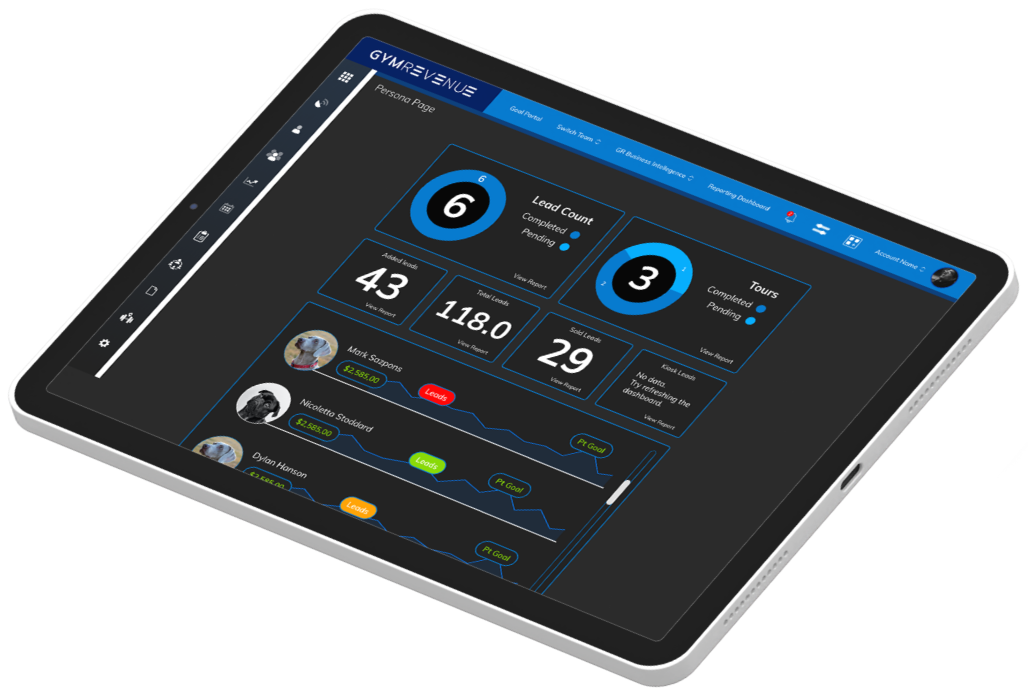 GYMREVENUE
Goal Portal
Switch Team
GR Business Intellegence
Reporting Dashboard
Account Name
Persona Page
6
6
Lead Count
Completed
Pending
View Report
3
1
2
Tours
Completed
Pending
View Report
Added leads
43
View Report
Total Leads
118.0
View Report
Sold Leads
29
View Report
Kiosk Leads
No data.
Try refreshing the
dashboard.
View Report
Mark Sazpons
$2,585.00
Leads
Pt Goal
Nicoletta Stoddard
$2,585.00
Leads
Pt Goal
Dylan Hanson
$2,585.00
Leads
Pt Goal